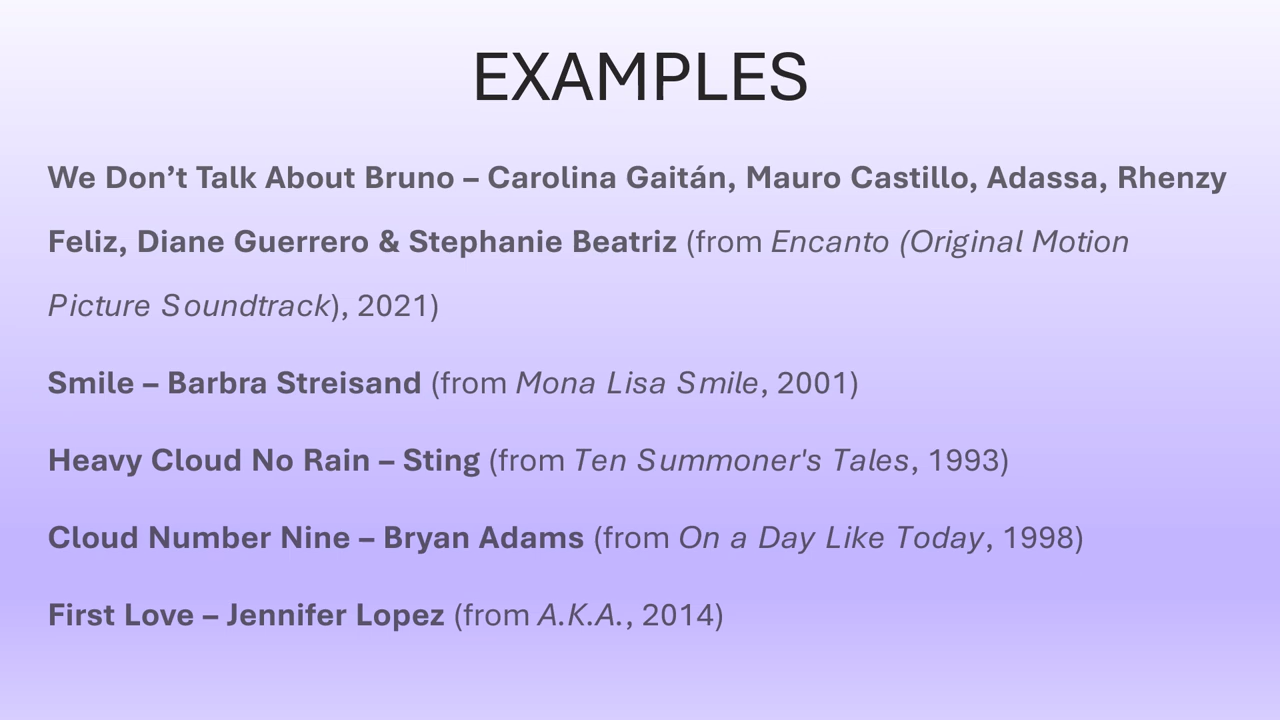 EXAMPLES
We Don’t Talk About Bruno – Carolina Gaitán, Mauro Castillo, Adassa, Rhenzy
Feliz, Diane Guerrero & Stephanie Beatriz (from Encanto (Original Motion
Picture Soundtrack), 2021)
Smile – Barbra Streisand (from Mona Lisa Smile, 2001)
Heavy Cloud No Rain – Sting (from Ten Summoner's Tales, 1993)
Cloud Number Nine – Bryan Adams (from On a Day Like Today, 1998)
First Love – Jennifer Lopez (from A.K.A., 2014)